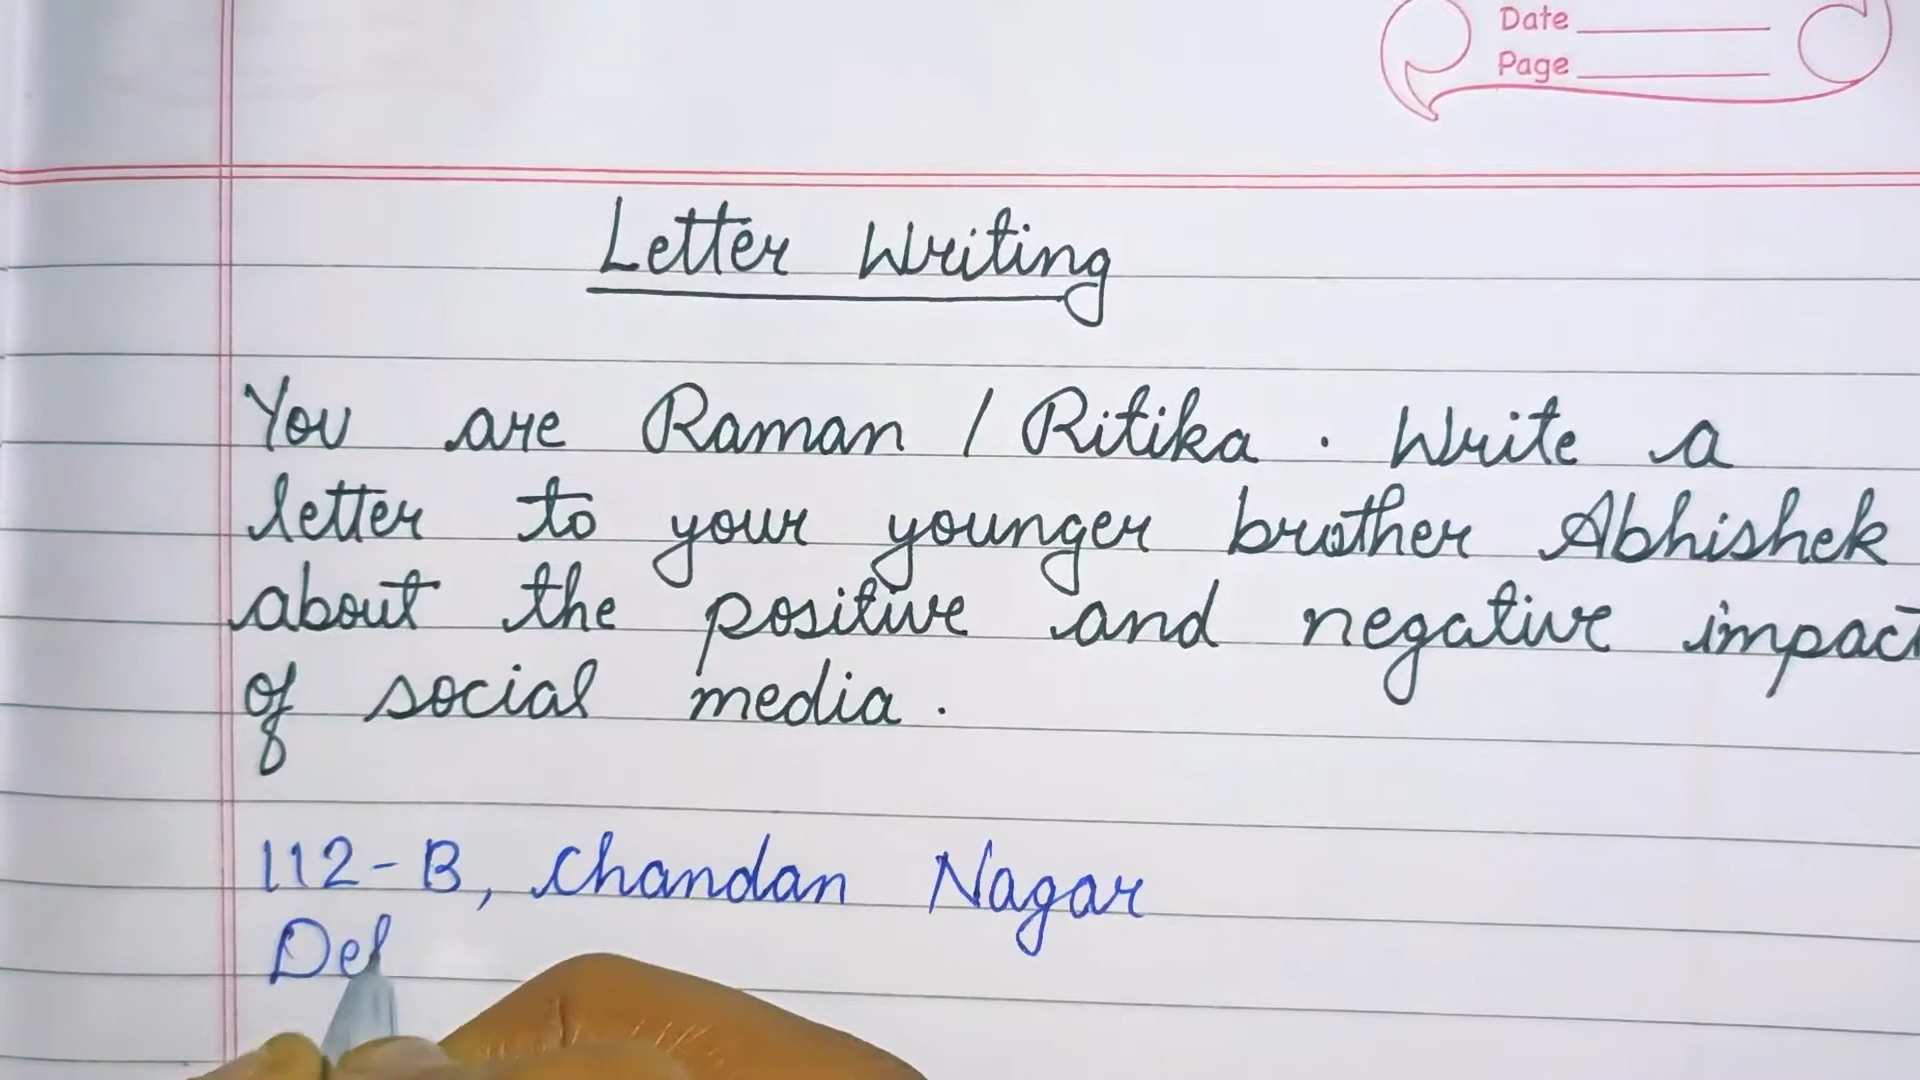 Date
Page
Letter Writing
You are Raman / Ritika. Write a
letter to your younger brother Abhishek
about the positive and negative impact
of social media.
112-B, Chandan Nagar
Del